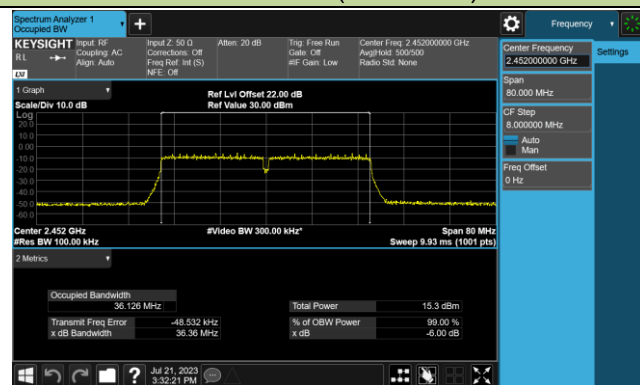 Spectrum Analyzer 1
Occupied BW
Frequency
KEYSIGHT
Input: RF
Coupling: AC
Align: Auto
Input Z: 50 Ω
Corrections: Off
Freq Ref: Int (S)
NFE: Off
Atten: 20 dB
Trig: Free Run
Gate: Off
#IF Gain: Low
Center Freq: 2.452000000 GHz
Avg|Hold: 500/500
Radio Std: None
R L
LXI
Center Frequency
2.452000000 GHz
Settings
Span
80.000 MHz
CF Step
8.000000 MHz
Auto
Man
Freq Offset
0 Hz
1 Graph
Scale/Div 10.0 dB
Ref Lvl Offset 22.00 dB
Ref Value 30.00 dBm
Log
20.0
10.0
0.00
-10.0
-20.0
-30.0
-40.0
-50.0
-60.0
Center 2.452 GHz
#Res BW 100.00 kHz
#Video BW 300.00 kHz*
Span 80 MHz
Sweep 9.93 ms (1001 pts)
2 Metrics
Occupied Bandwidth
36.126 MHz
Total Power 15.3 dBm
Transmit Freq Error -48.532 kHz
% of OBW Power 99.00 %
x dB Bandwidth 36.36 MHz
x dB -6.00 dB
Jul 21, 2023
3:32:21 PM